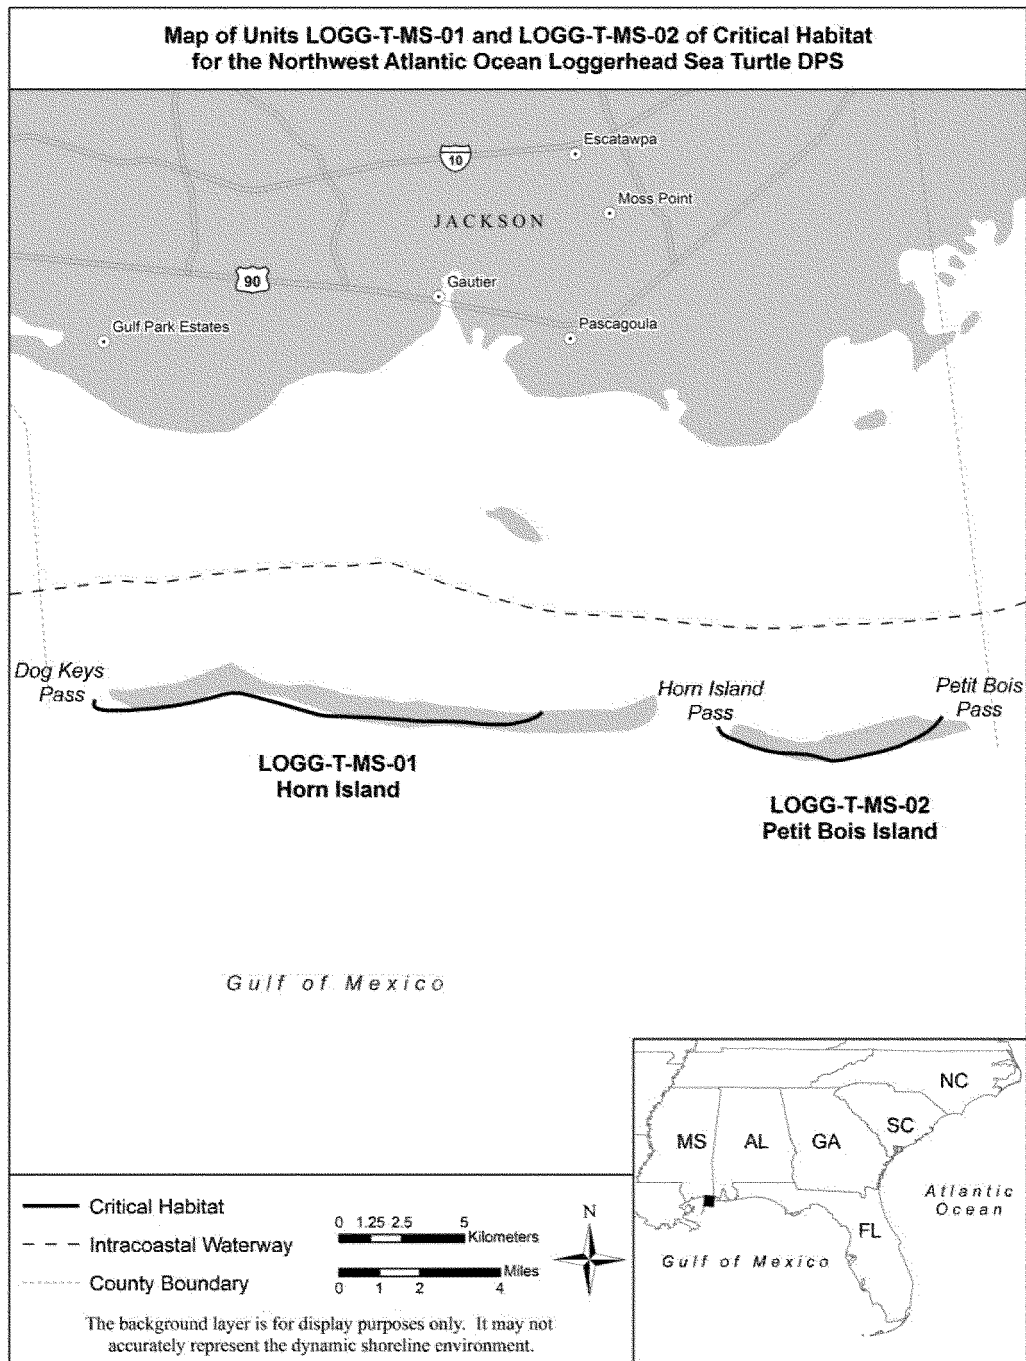 Map of Units LOGG-T-MS-01 and LOGG-T-MS-02 of Critical Habitat
for the Northwest Atlantic Ocean Loggerhead Sea Turtle DPS
Escatawpa
10
Moss Point
JACKSON
90
Gautier
Gulf Park Estates
Pascagoula
Dog Keys
Pass
Horn Island
Pass
Petit Bois
Pass
LOGG-T-MS-01
Horn Island
LOGG-T-MS-02
Petit Bois Island
Gulf of Mexico
NC
SC
MS
AL
GA
Atlantic
Ocean
FL
Gulf of Mexico
Critical Habitat
Intracoastal Waterway
County Boundary
0 1.25 2.5 5
Kilometers
Miles
0 1 2 4
N
The background layer is for display purposes only. It may not
accurately represent the dynamic shoreline environment.